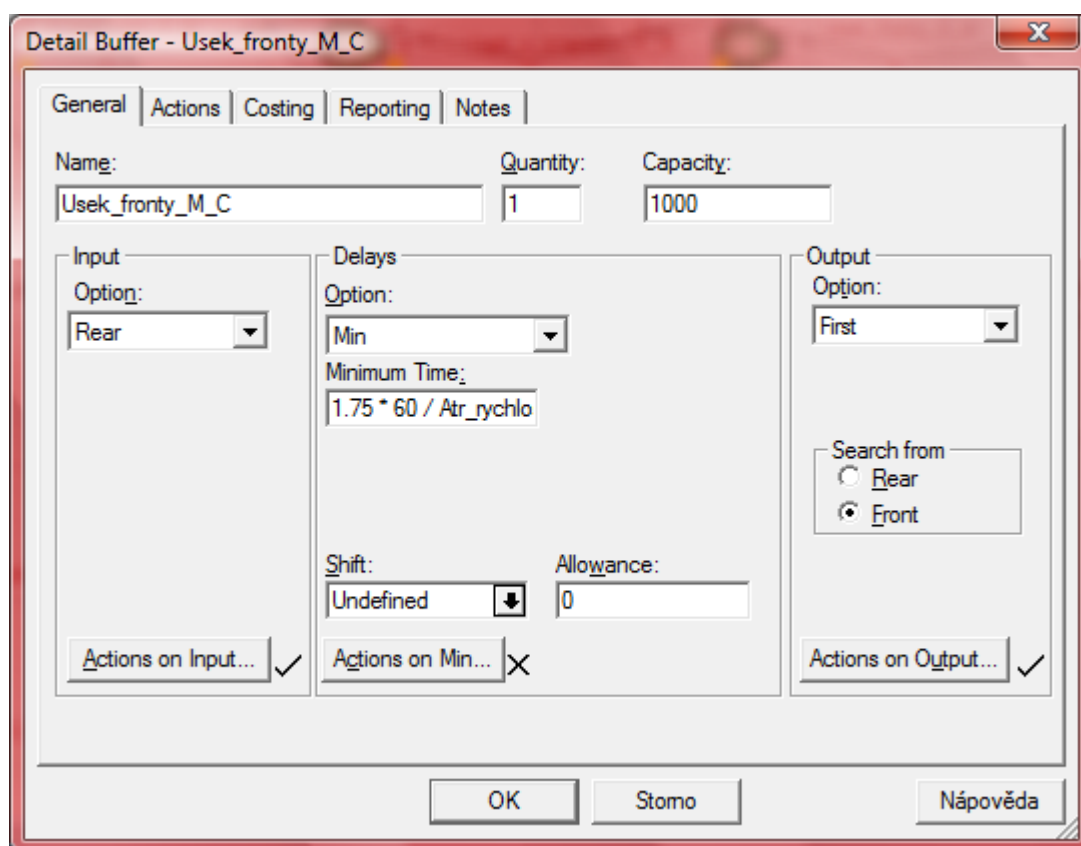 Detail Buffer - Usek_fronty_M_C
General Actions Costing Reporting Notes
Name: Quantity: Capacity:
Usek_fronty_M_C 1 1000
Input Delays Output
Option: Option: Option:
Rear Min First
Minimum Time:
1.75 * 60 / Atr_rychlo
Search from
Rear
Front
Shift: Allowance:
Undefined 0
Actions on Input... Actions on Min... Actions on Output...
OK Storno Nápověda